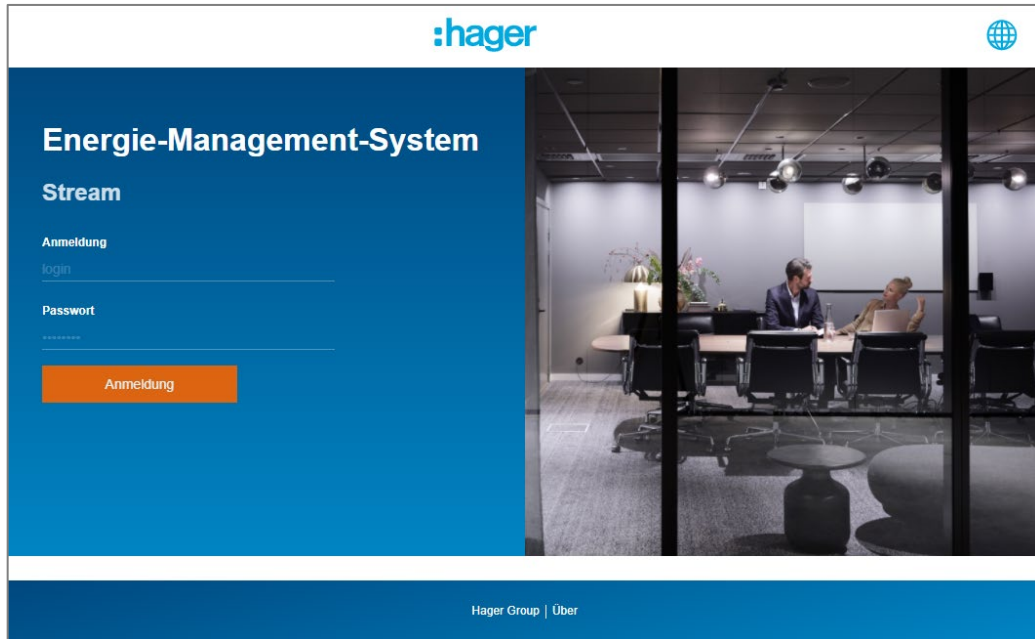 :hager
Energie-Management-System
Stream
Anmeldung
login
Passwort
Anmeldung
Hager Group | Über